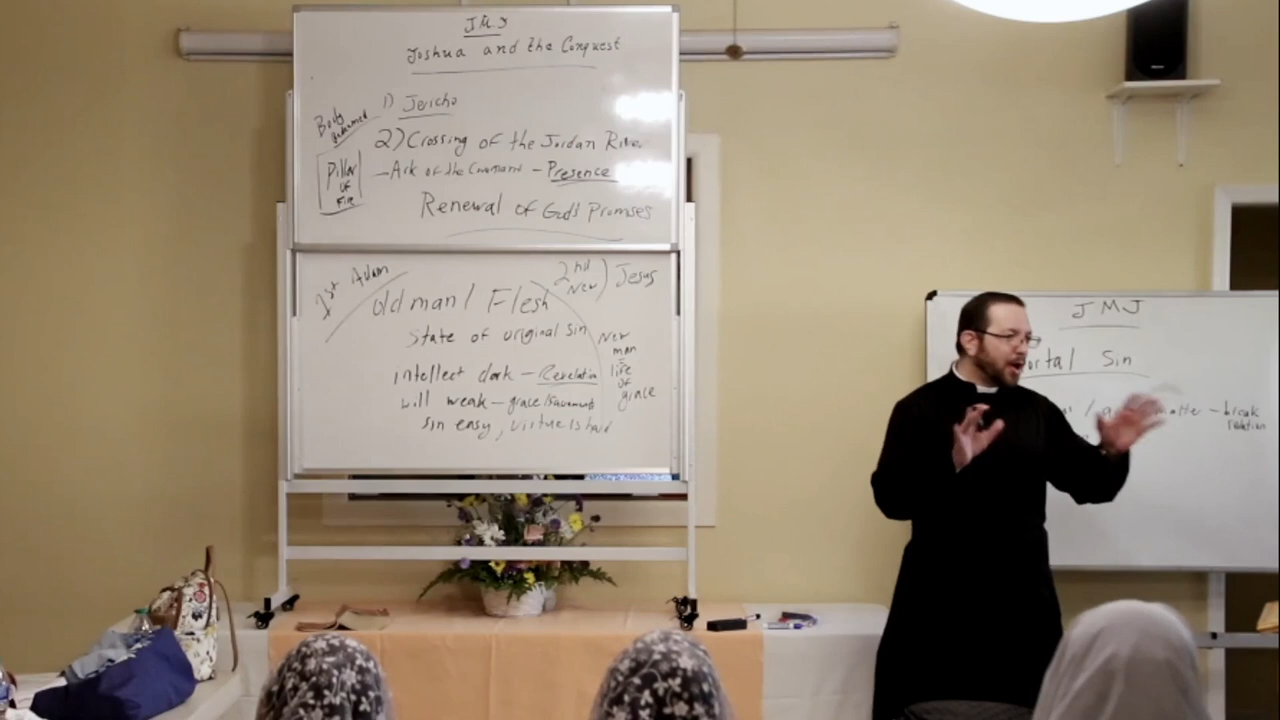 J.M.J
Joshua and the Conquest
1) Jericho
Body
2) Crossing of the Jordan River
Pillar
of
Fire
-Ark of the Covenant - Presence
Renewal of God's Promises
1st Adam
2nd
New ) Jesus
old man / Flesh
State of original sin
New
man
=
life
of
grace
intellect dark - Revelation
will weak - grace/sacraments
sin easy, virtue is hard
J M J
ortal Sin
matter - break
relation